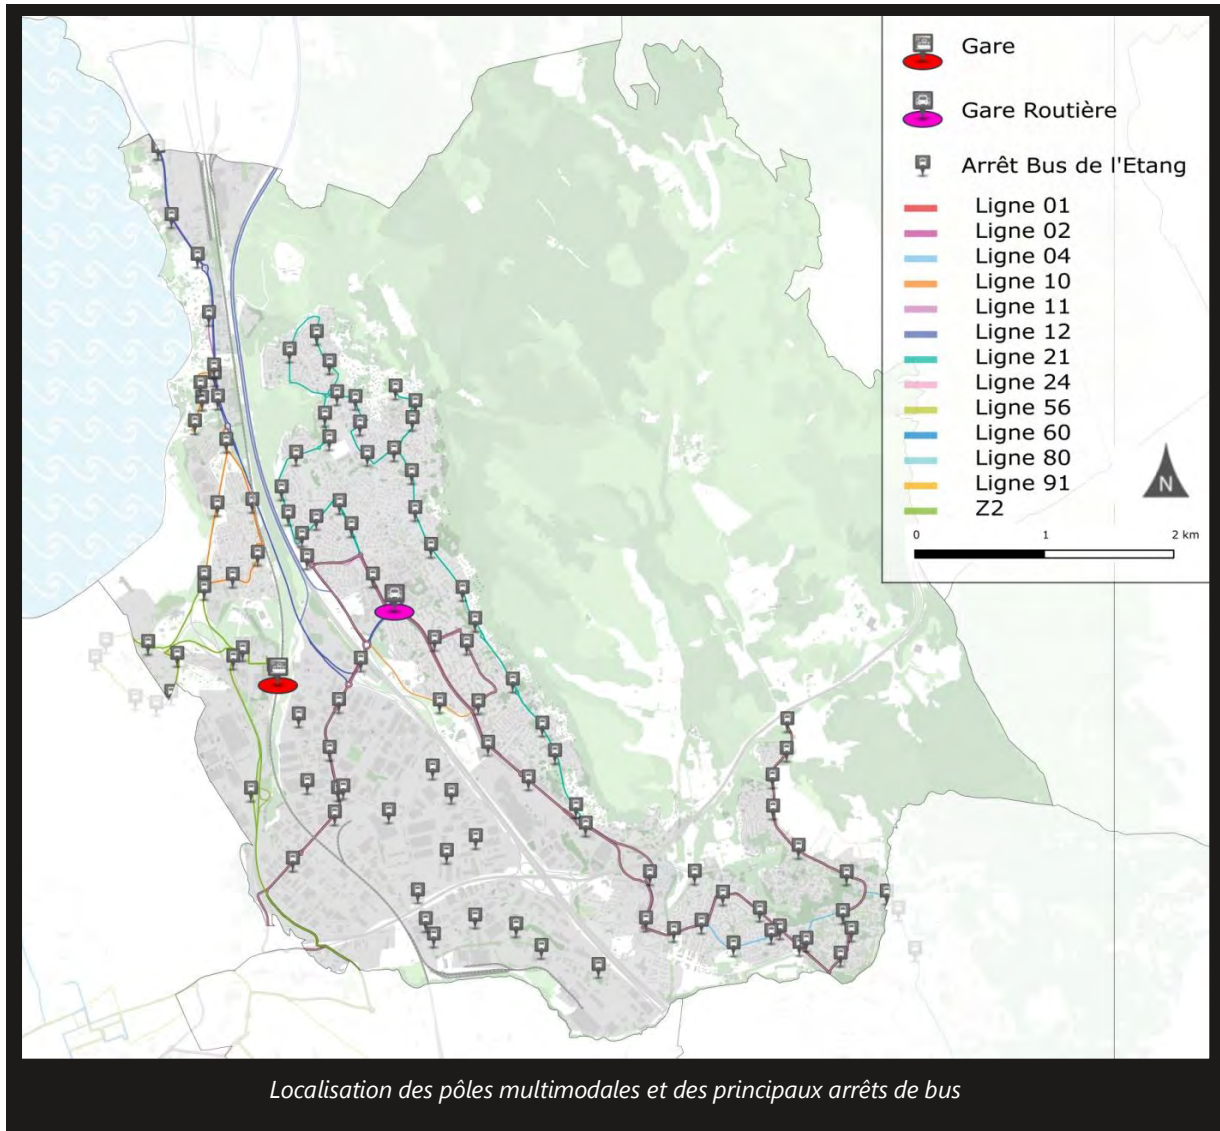 Gare
Gare Routière
Arrêt Bus de l'Etang
Ligne 01
Ligne 02
Ligne 04
Ligne 10
Ligne 11
Ligne 12
Ligne 21
Ligne 24
Ligne 56
Ligne 60
Ligne 80
Ligne 91
Z2
N
0 1 2 km
Localisation des pôles multimodales et des principaux arrêts de bus